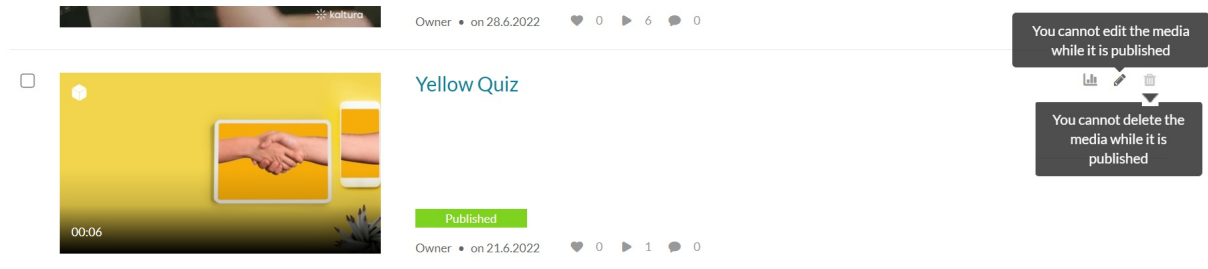 kaltura
Owner • on 28.6.2022 0 6 0
You cannot edit the media
while it is published
Yellow Quiz
You cannot delete the
media while it is
published
Published
00:06
Owner • on 21.6.2022 0 1 0